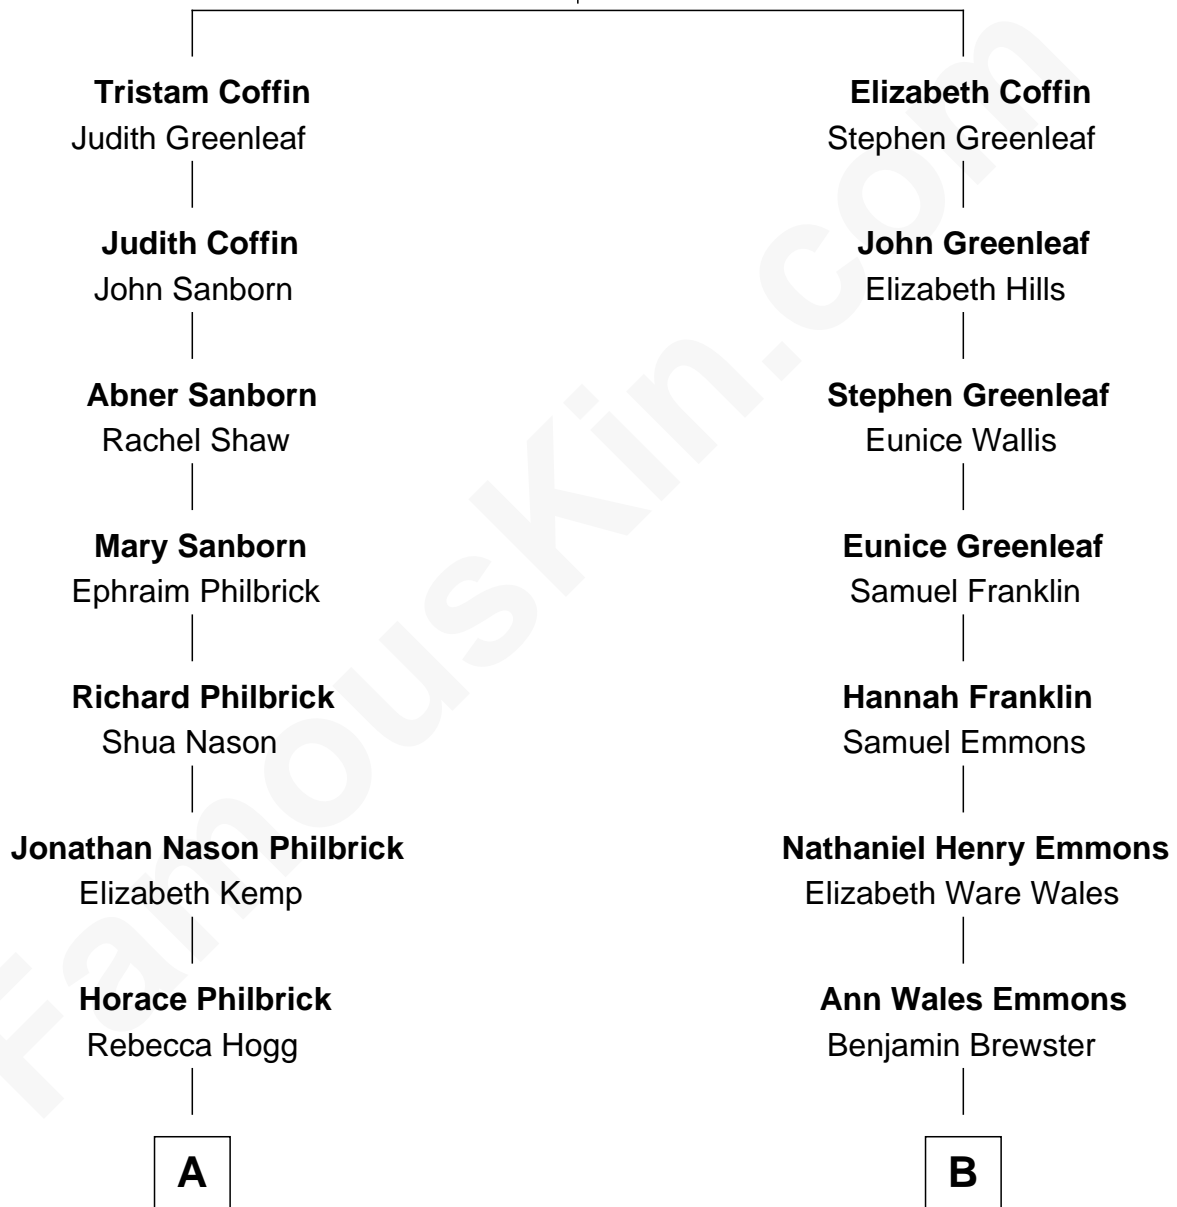 Tristam Coffin
Judith Greenleaf
Judith Coffin
John Sanborn
Abner Sanborn
Rachel Shaw
Mary Sanborn
Ephraim Philbrick
Richard Philbrick
Shua Nason
Jonathan Nason Philbrick
Elizabeth Kemp
Horace Philbrick
Rebecca Hogg
A
Elizabeth Coffin
Stephen Greenleaf
John Greenleaf
Elizabeth Hills
Stephen Greenleaf
Eunice Wallis
Eunice Greenleaf
Samuel Franklin
Hannah Franklin
Samuel Emmons
Nathaniel Henry Emmons
Elizabeth Ware Wales
Ann Wales Emmons
Benjamin Brewster
B
FamousKin.com